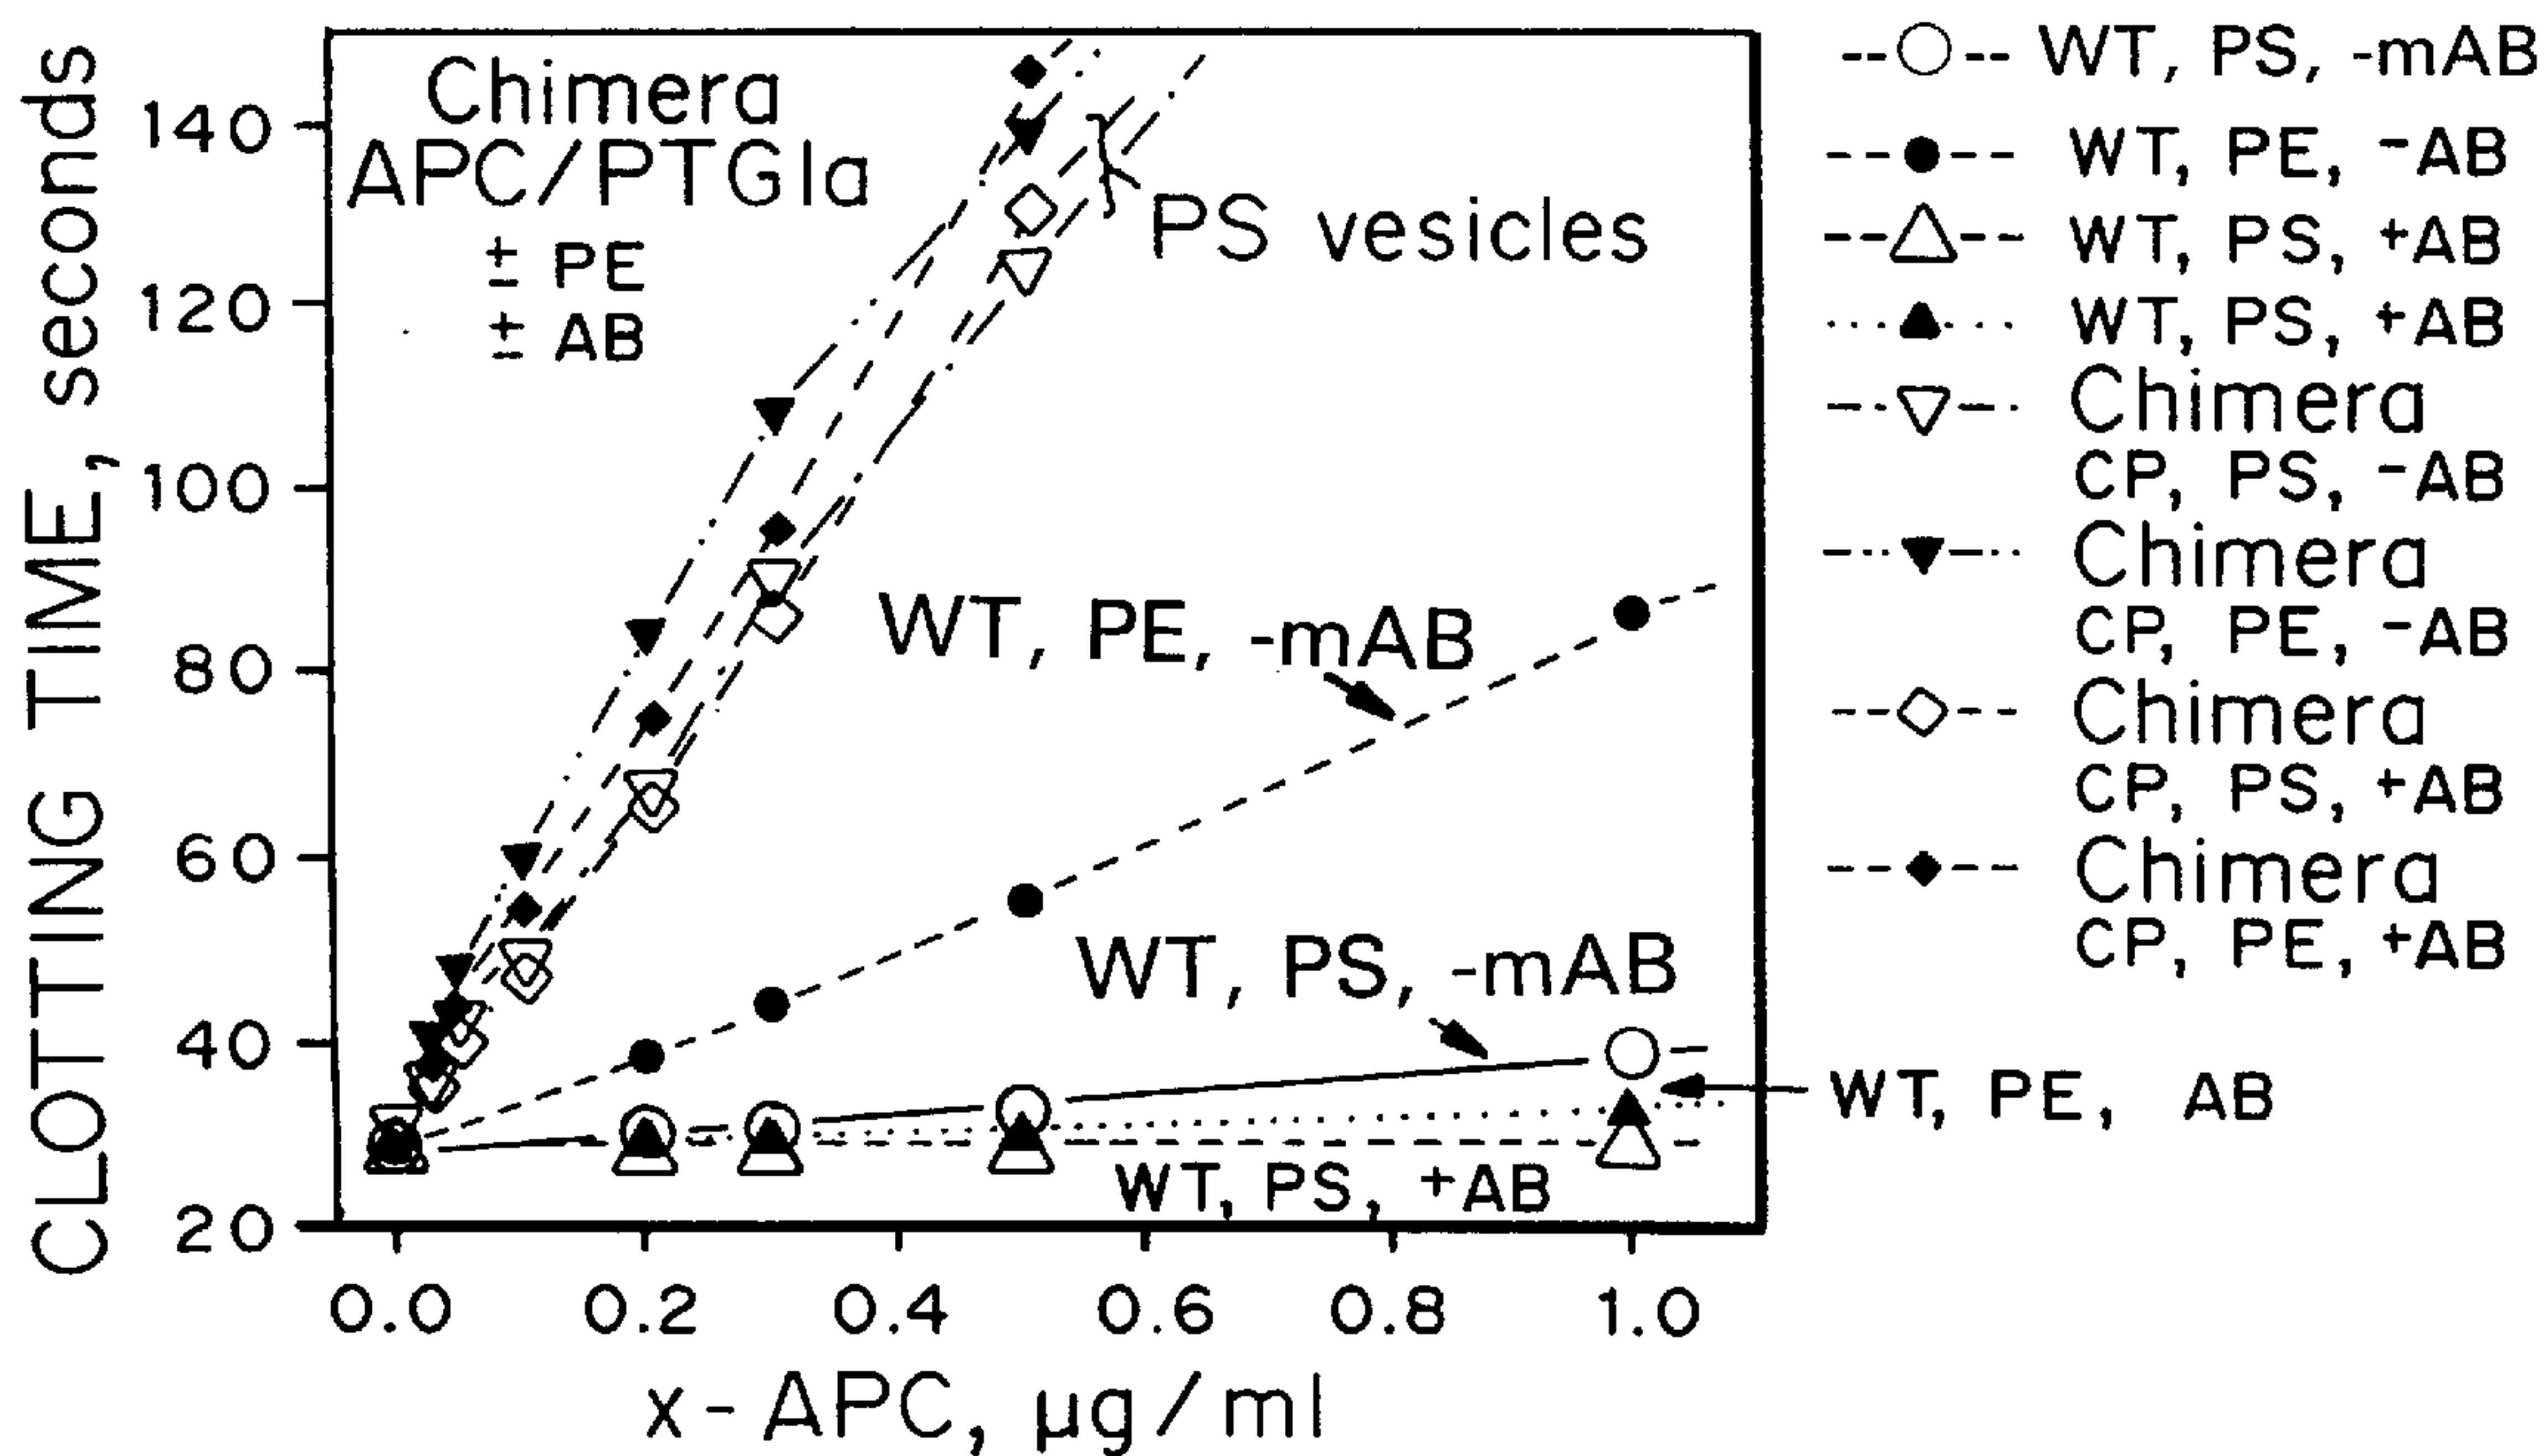 CLOTTING TIME, seconds
140
120
100
80
60
40
20
Chimera
APC/PTGla
± PE
± AB
PS vesicles
WT, PE, -mAB
WT, PS, -mAB
WT, PS, +AB
WT, PE, AB
0.0 0.2 0.4 0.6 0.8 1.0
x-APC, µg/ml
WT, PS, -mAB
WT, PE, -AB
WT, PS, +AB
WT, PS, +AB
Chimera
CP, PS, -AB
Chimera
CP, PE, -AB
Chimera
CP, PS, +AB
Chimera
CP, PE, +AB